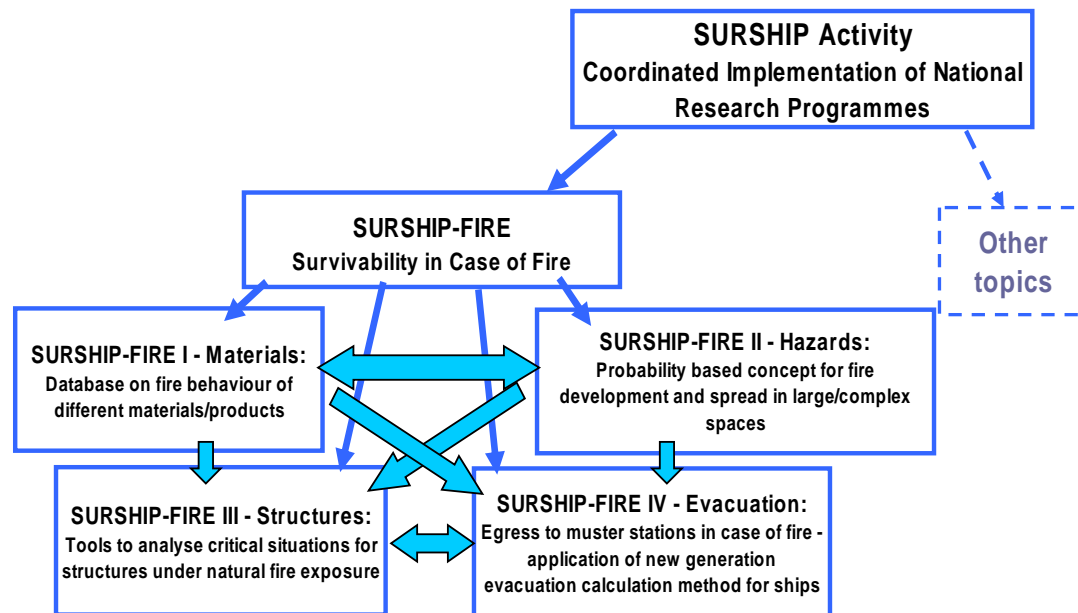 SURSHIP Activity
Coordinated Implementation of National
Research Programmes
SURSHIP-FIRE
Survivability in Case of Fire
Other
topics
SURSHIP-FIRE I - Materials:
Database on fire behaviour of
different materials/products
SURSHIP-FIRE II - Hazards:
Probability based concept for fire
development and spread in large/complex
spaces
SURSHIP-FIRE III - Structures:
Tools to analyse critical situations for
structures under natural fire exposure
SURSHIP-FIRE IV - Evacuation:
Egress to muster stations in case of fire -
application of new generation
evacuation calculation method for ships